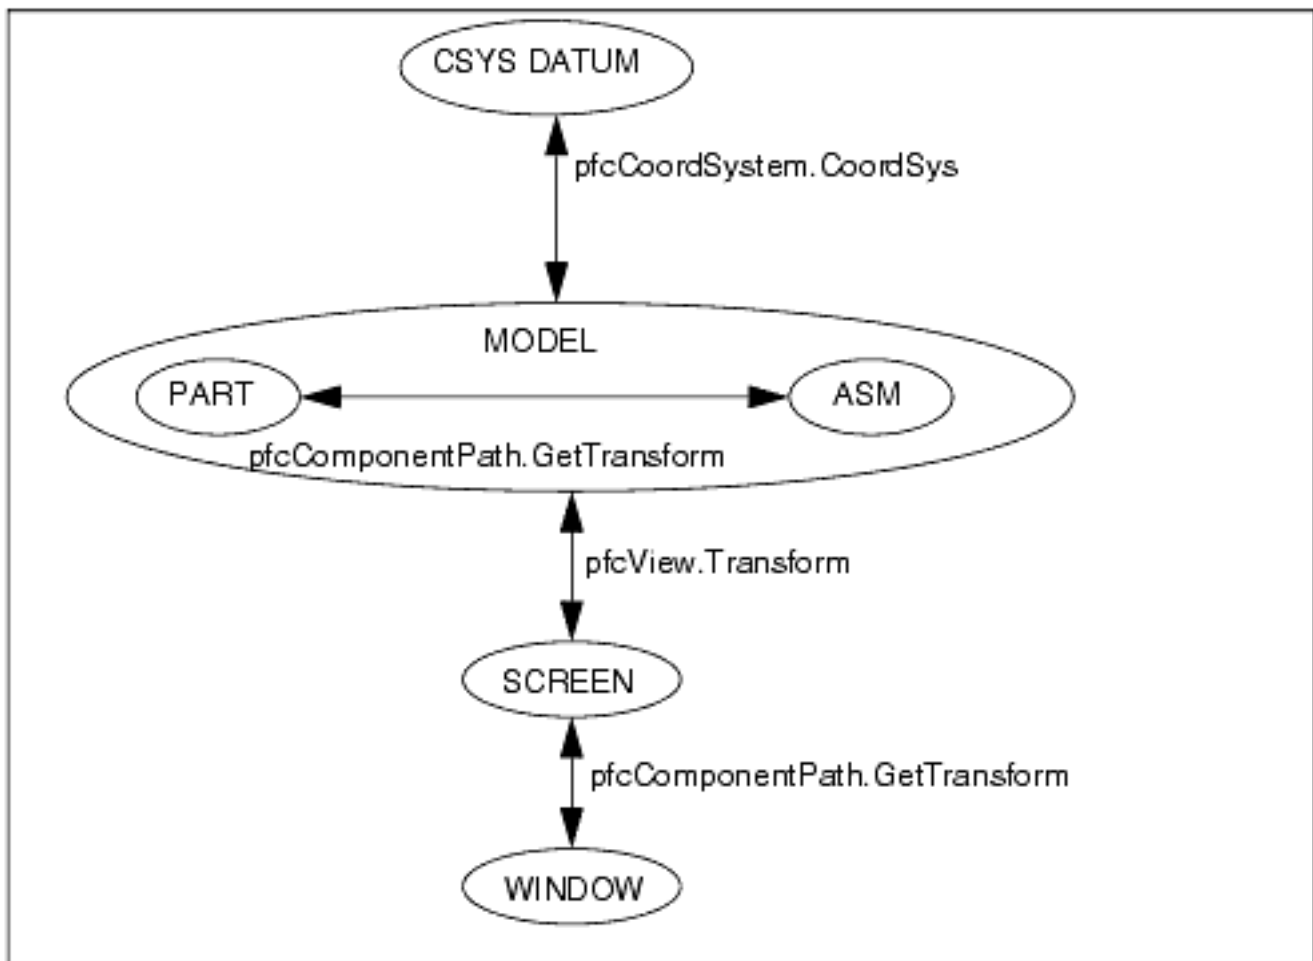 CSYS DATUM
pfcCoordSystem.CoordSys
MODEL
PART
ASM
pfcComponentPath.GetTransform
pfcView.Transform
SCREEN
pfcComponentPath.GetTransform
WINDOW